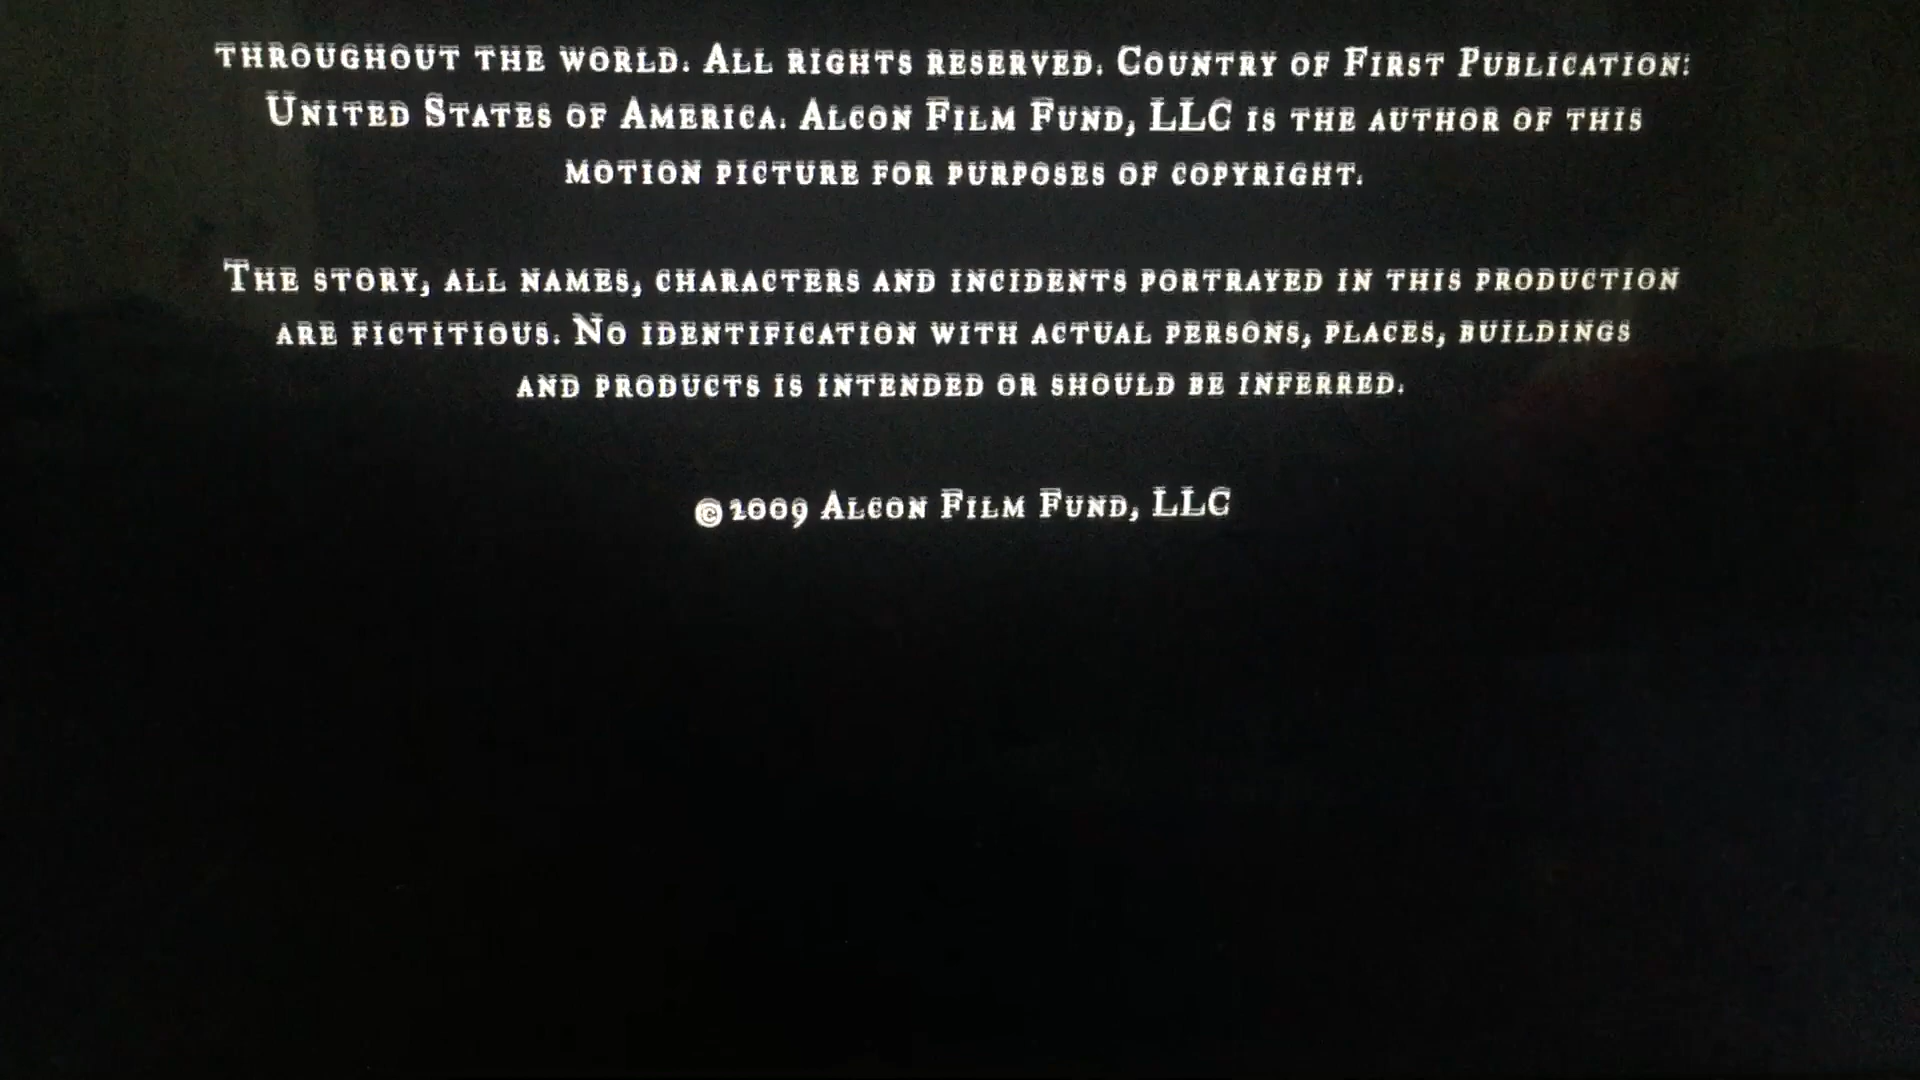 THROUGHOUT THE WORLD. ALL RIGHTS RESERVED. COUNTRY OF FIRST PUBLICATION:
UNITED STATES OF AMERICA. ALCON FILM FUND, LLC IS THE AUTHOR OF THIS
MOTION PICTURE FOR PURPOSES OF COPYRIGHT.
THE STORY, ALL NAMES, CHARACTERS AND INCIDENTS PORTRAYED IN THIS PRODUCTION
ARE FICTITIOUS. NO IDENTIFICATION WITH ACTUAL PERSONS, PLACES, BUILDINGS
AND PRODUCTS IS INTENDED OR SHOULD BE INFERRED.
© 2009 ALCON FILM FUND, LLC